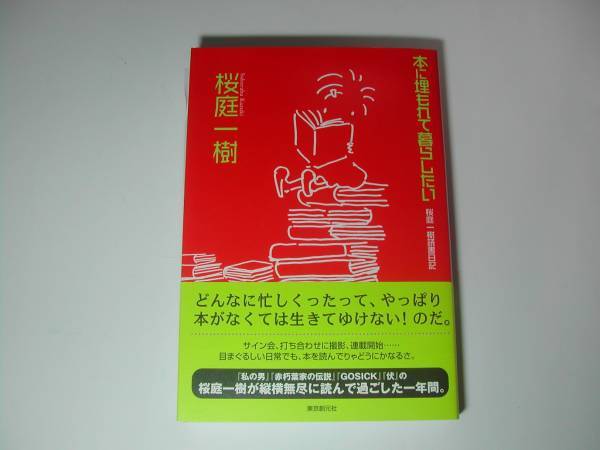 本に埋もれて暮らしたい
桜庭一樹読書日記
桜庭一樹
Sakuraba Kazuki
どんなに忙しくったって、やっぱり
本がなくては生きてゆけない!のだ。
サイン会、打ち合わせに撮影、連載開始……
目まぐるしい日常でも、本を読んでりゃどうにかなるさ。
『私の男』『赤朽葉家の伝説』『GOSICK』『伏』の
桜庭一樹が縦横無尽に読んで過ごした一年間。
東京創元社